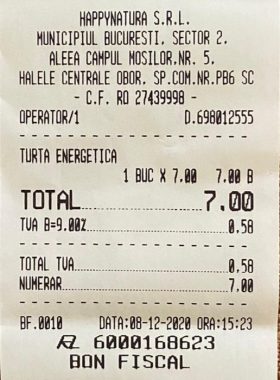 HAPPYNATURA S.R.L.
MUNICIPIUL BUCURESTI, SECTOR 2,
ALEEA CAMPUL MOSILOR,NR. 5,
HALELE CENTRALE OBOR, SP.COM.NR.PB6 SC
- C.F. RO 27439998 -
OPERATOR/1 D.698012555
TURTA ENERGETICA
1 BUC X 7.00 7.00 B
TOTAL 7,00
TVA B=9.00% 0,58
TOTAL TVA 0,58
NUMERAR 7,00
BF.0010 DATA:08-12-2020 ORA:15:23
6000168623
BON FISCAL